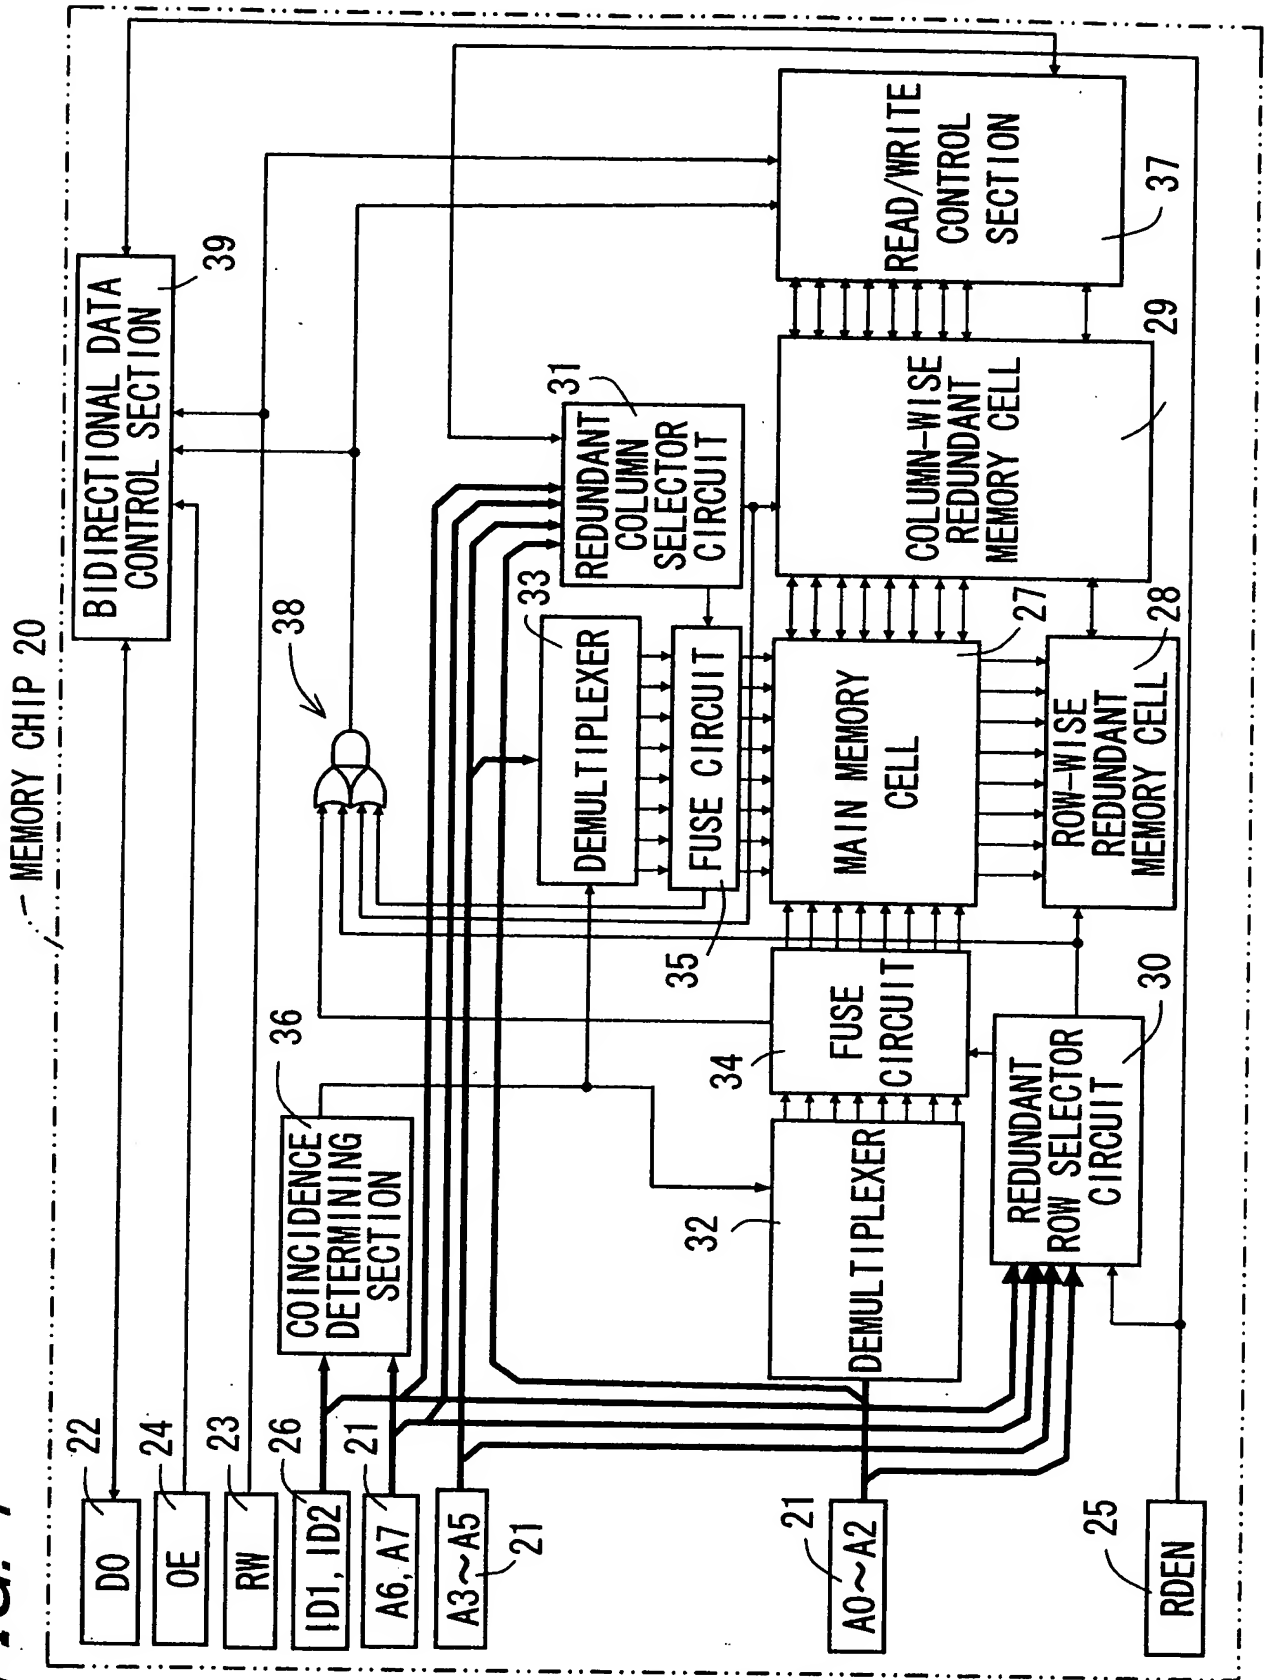 MEMORY CHIP 20
DO
22
OE
24
RW
23
ID1, ID2
26
A6, A7
21
A3~A5
21
A0~A2
21
RDEN
25
BIDIRECTIONAL DATA
CONTROL SECTION
39
38
COINCIDENCE
DETERMINING
SECTION
36
DEMULTIPLEXER
33
REDUNDANT
COLUMN
SELECTOR
CIRCUIT
31
FUSE CIRCUIT
35
DEMULTIPLEXER
32
FUSE
CIRCUIT
34
MAIN MEMORY
CELL
27
COLUMN-WISE
REDUNDANT
MEMORY CELL
29
READ/WRITE
CONTROL
SECTION
37
REDUNDANT
ROW SELECTOR
CIRCUIT
30
ROW-WISE
REDUNDANT
MEMORY CELL
28